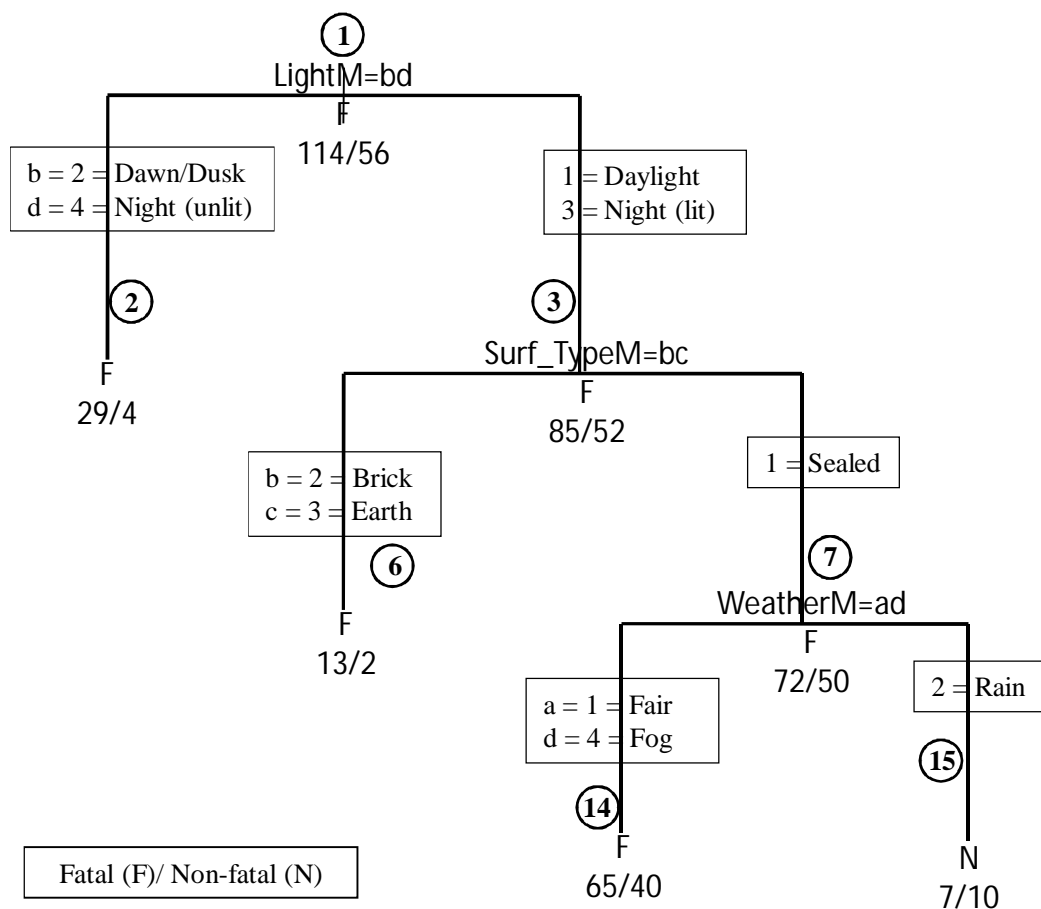 1
LightM=bd
F
114/56
b = 2 = Dawn/Dusk
d = 4 = Night (unlit)
1 = Daylight
3 = Night (lit)
2
3
F
29/4
Surf_TypeM=bc
F
85/52
b = 2 = Brick
c = 3 = Earth
1 = Sealed
6
7
F
13/2
WeatherM=ad
F
72/50
a = 1 = Fair
d = 4 = Fog
2 = Rain
14
15
F
65/40
N
7/10
Fatal (F)/ Non-fatal (N)